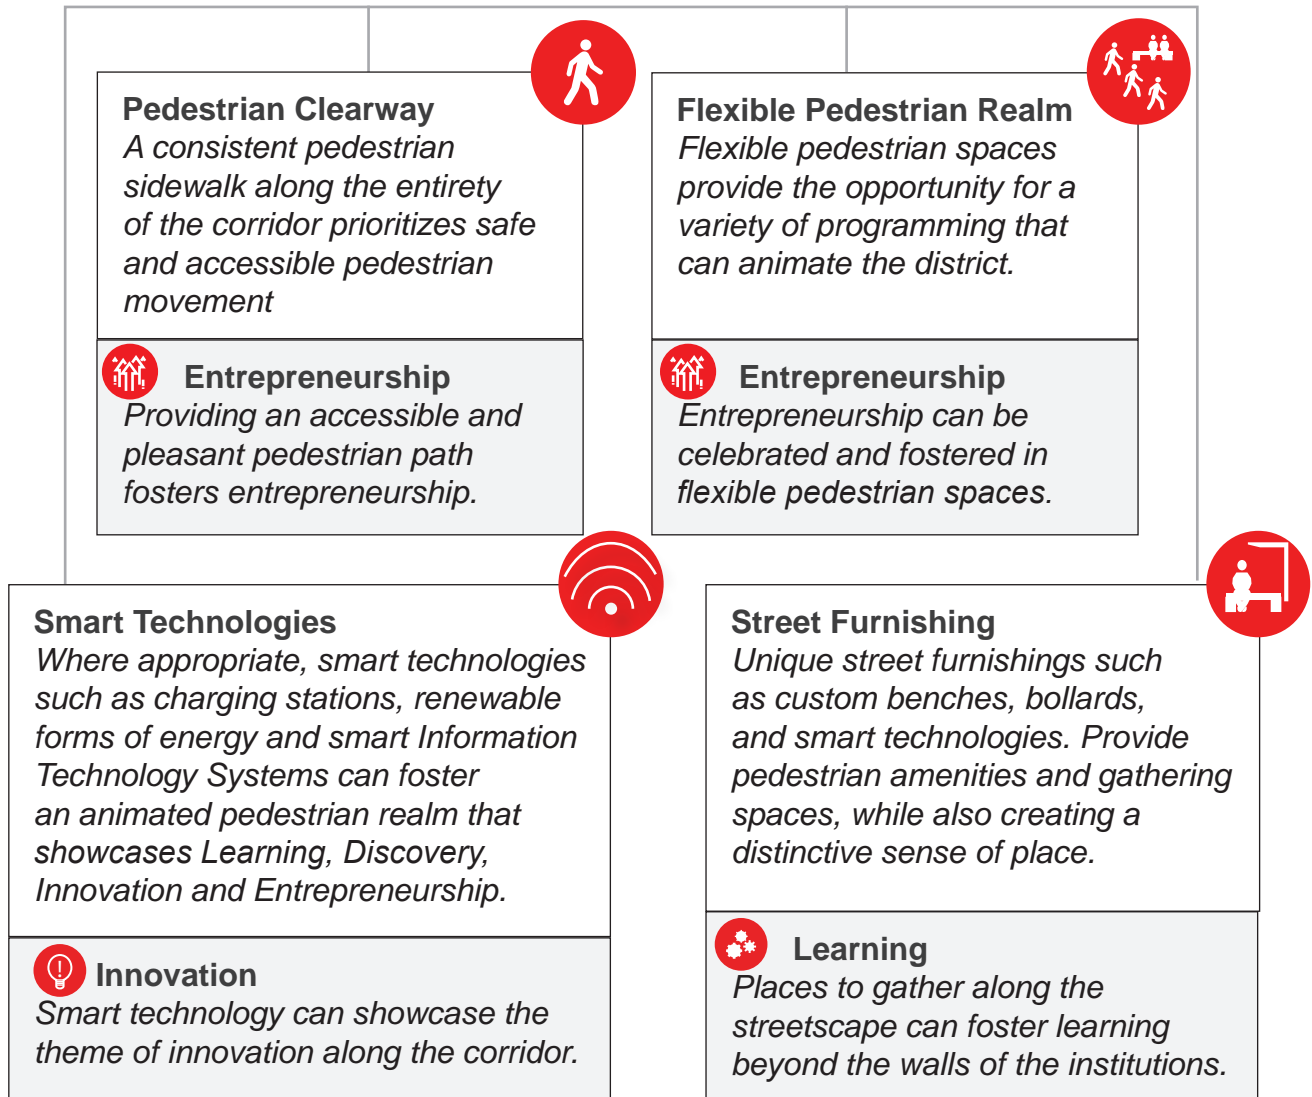 Pedestrian Clearway
A consistent pedestrian
sidewalk along the entirety
of the corridor prioritizes safe
and accessible pedestrian
movement
Entrepreneurship
Providing an accessible and
pleasant pedestrian path
fosters entrepreneurship.
Flexible Pedestrian Realm
Flexible pedestrian spaces
provide the opportunity for a
variety of programming that
can animate the district.
Entrepreneurship
Entrepreneurship can be
celebrated and fostered in
flexible pedestrian spaces.
Smart Technologies
Where appropriate, smart technologies
such as charging stations, renewable
forms of energy and smart Information
Technology Systems can foster
an animated pedestrian realm that
showcases Learning, Discovery,
Innovation and Entrepreneurship.
Innovation
Smart technology can showcase the
theme of innovation along the corridor.
Street Furnishing
Unique street furnishings such
as custom benches, bollards,
and smart technologies. Provide
pedestrian amenities and gathering
spaces, while also creating a
distinctive sense of place.
Learning
Places to gather along the
streetscape can foster learning
beyond the walls of the institutions.